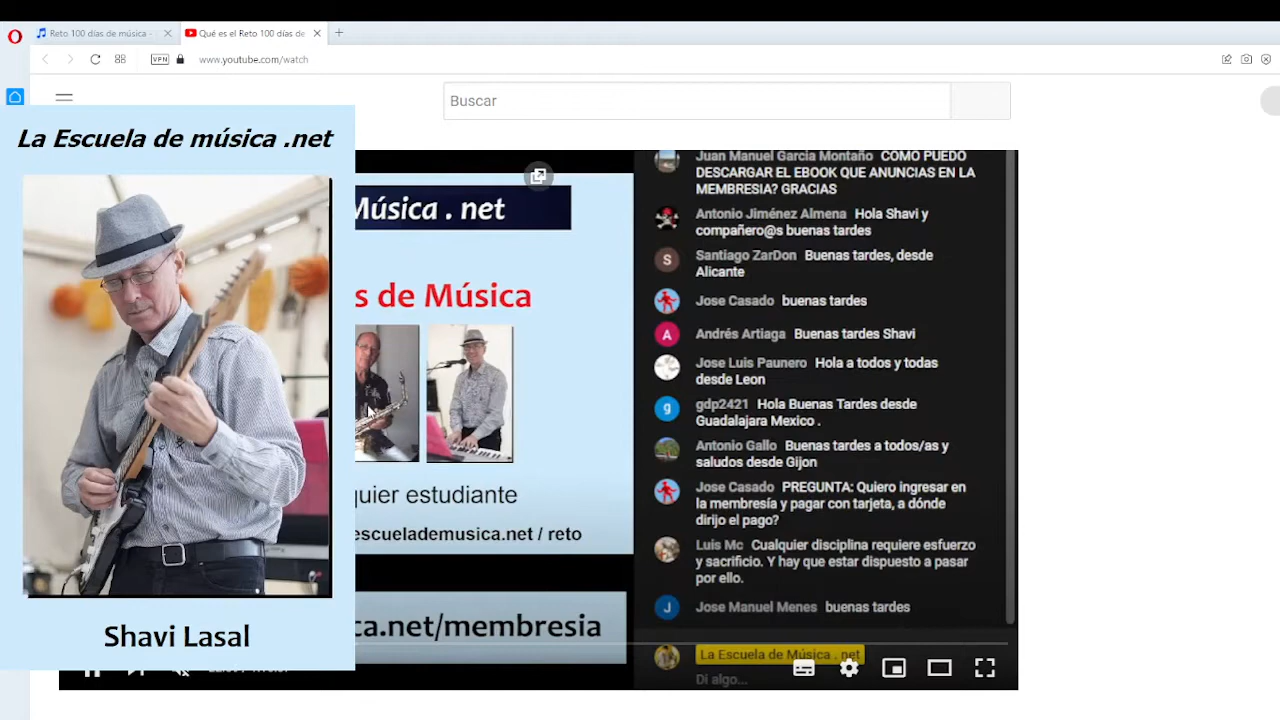 Reto 100 días de música -
Qué es el Reto 100 días de
VPN
www.youtube.com/watch
Buscar
La Escuela de música .net
Shavi Lasal
Música . net
s de Música
quier estudiante
escuelademusica.net / reto
ca.net/membresia
Juan Manuel Garcia Montaño COMO PUEDO
DESCARGAR EL EBOOK QUE ANUNCIAS EN LA
MEMBRESIA? GRACIAS
Antonio Jiménez Almena Hola Shavi y
compañero@s buenas tardes
S
Santiago ZarDon Buenas tardes, desde
Alicante
Jose Casado buenas tardes
A
Andrés Artiaga Buenas tardes Shavi
Jose Luis Paunero Hola a todos y todas
desde Leon
g
gdp2421 Hola Buenas Tardes desde
Guadalajara Mexico .
Antonio Gallo Buenas tardes a todos/as y
saludos desde Gijon
Jose Casado PREGUNTA: Quiero ingresar en
la membresía y pagar con tarjeta, a dónde
dirijo el pago?
Luis Mc Cualquier disciplina requiere esfuerzo
y sacrificio. Y hay que estar dispuesto a pasar
por ello.
J
Jose Manuel Menes buenas tardes
La Escuela de Música . net
Di algo...